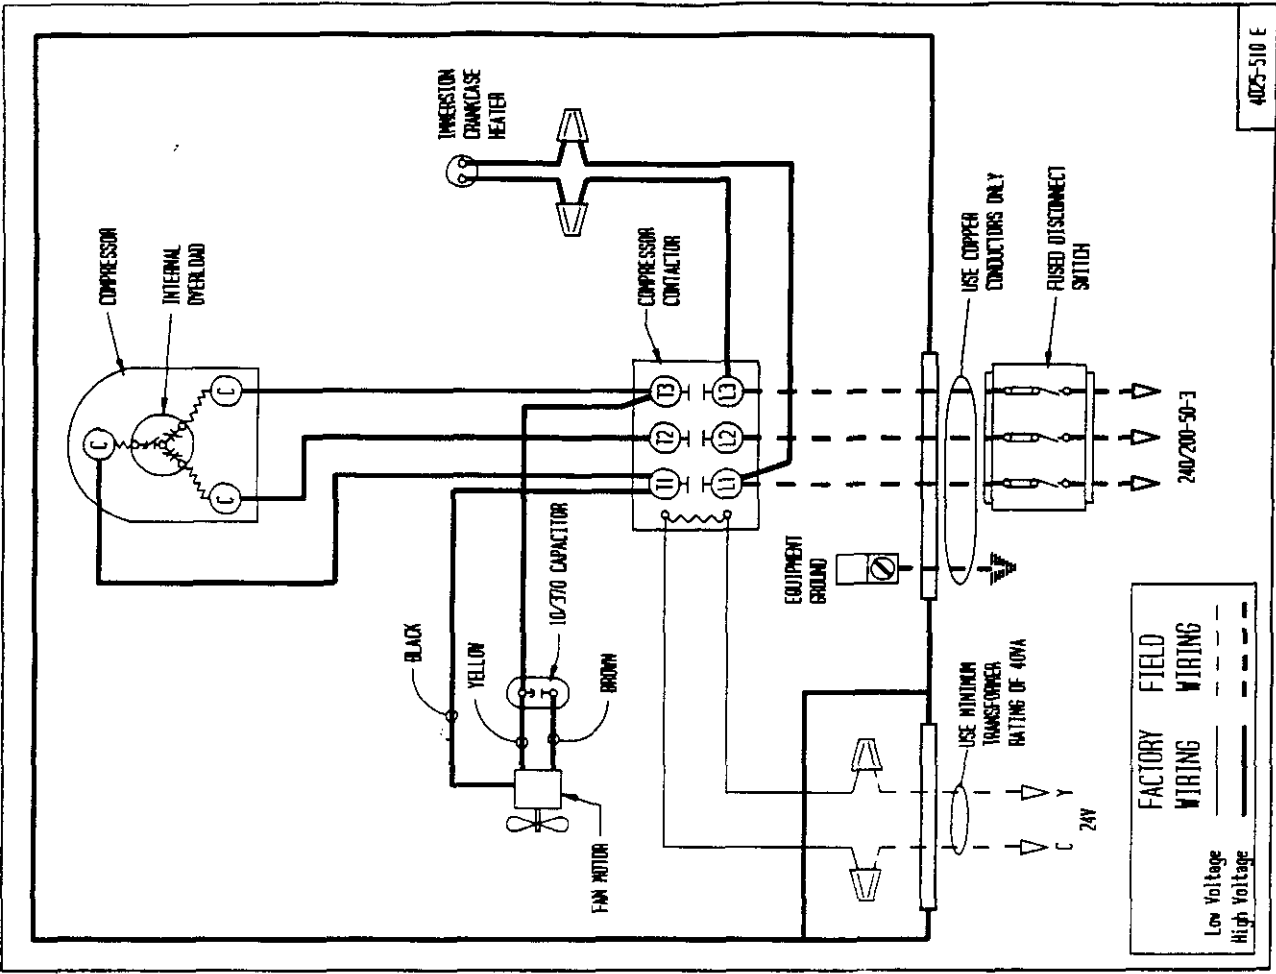 4025-510 E
IMMERSION
CRANKCASE
HEATER
COMPRESSOR
INTERNAL
OVERLOAD
C
C
C
COMPRESSOR
CONTACTOR
T1
T2
T3
L1
L2
L3
BLACK
YELLOW
10/370 CAPACITOR
BROWN
FAN MOTOR
EQUIPMENT
GROUND
USE COPPER
CONDUCTORS ONLY
FUSED DISCONNECT
SWITCH
240/200-50-3
USE MINIMUM
TRANSFORMER
RATING OF 40VA
C
Y
24V
FACTORY
WIRING
FIELD
WIRING
Low Voltage
High Voltage